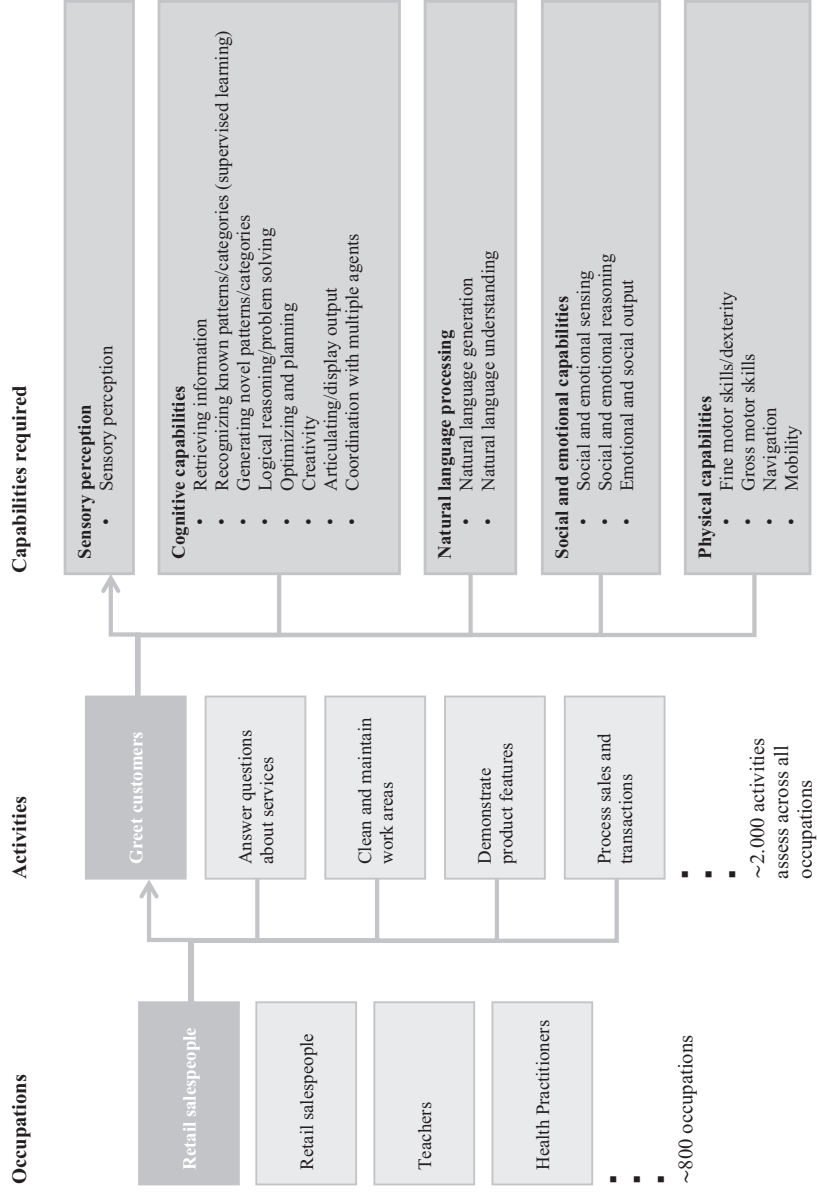 Occupations
Retail salespeople
Retail salespeople
Teachers
Health Practitioners
~800 occupations
Activities
Greet customers
Answer questions
about services
Clean and maintain
work areas
Demonstrate
product features
Process sales and
transactions
~2.000 activities
assess across all
occupations
Capabilities required
Sensory perception
• Sensory perception
Cognitive capabilities
• Retrieving information
• Recognizing known patterns/categories (supervised learning)
• Generating novel patterns/categories
• Logical reasoning/problem solving
• Optimizing and planning
• Creativity
• Articulating/display output
• Coordination with multiple agents
Natural language processing
• Natural language generation
• Natural language understanding
Social and emotional capabilities
• Social and emotional sensing
• Social and emotional reasoning
• Emotional and social output
Physical capabilities
• Fine motor skills/dexterity
• Gross motor skills
• Navigation
• Mobility